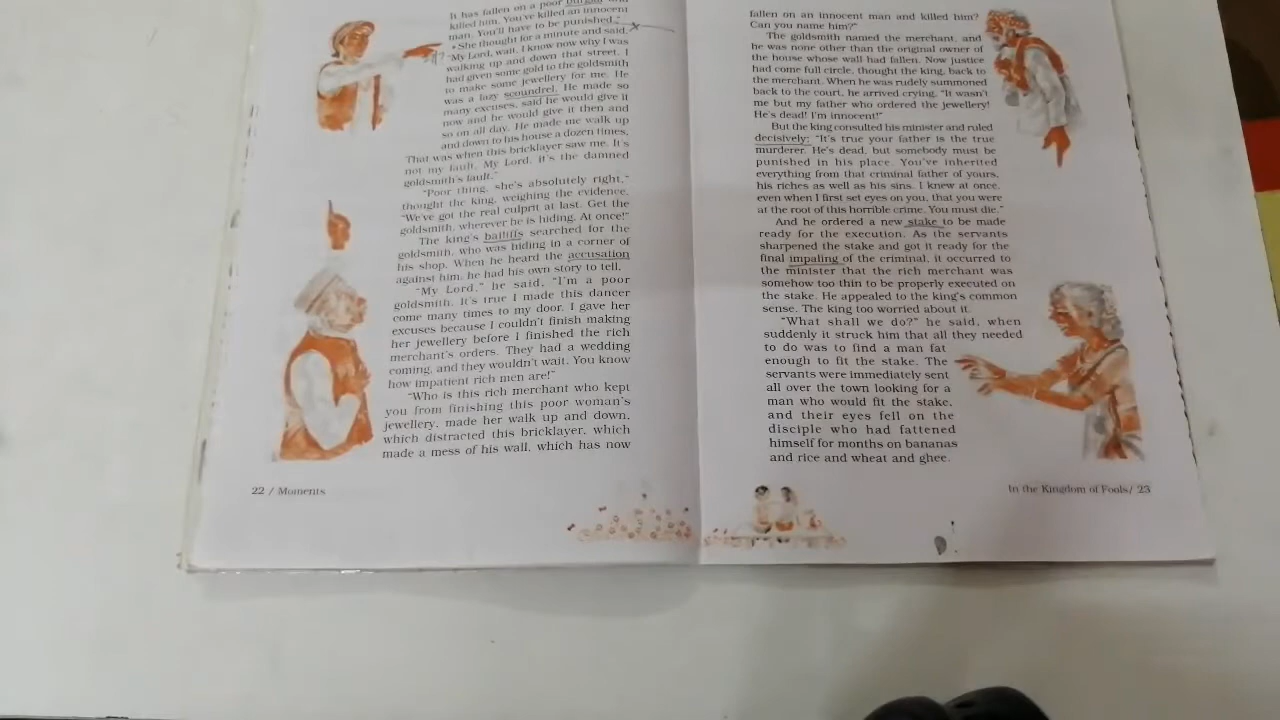 It has fallen on a poor burglar and
killed him. You've killed an innocent
man. You'll have to be punished."
She thought for a minute and said,
"My Lord, wait, I know now why I was
walking up and down that street. I
had given some gold to the goldsmith
to make some jewellery for me. He
was a lazy scoundrel. He made so
many excuses, said he would give it
now and he would give it then and
so on all day. He made me walk up
and down to his house a dozen times.
That was when this bricklayer saw me. It's
not my fault, My Lord, it's the damned
goldsmith's fault."
"Poor thing, she's absolutely right,"
thought the king, weighing the evidence.
"We've got the real culprit at last. Get the
goldsmith, wherever he is hiding. At once!"
The king's bailiffs searched for the
goldsmith, who was hiding in a corner of
his shop. When he heard the accusation
against him, he had his own story to tell.
"My Lord," he said, "I'm a poor
goldsmith. It's true I made this dancer
come many times to my door. I gave her
excuses because I couldn't finish making
her jewellery before I finished the rich
merchant's orders. They had a wedding
coming, and they wouldn't wait. You know
how impatient rich men are!"
"Who is this rich merchant who kept
you from finishing this poor woman's
jewellery, made her walk up and down,
which distracted this bricklayer, which
made a mess of his wall, which has now
22 / Moments
fallen on an innocent man and killed him?
Can you name him?"
The goldsmith named the merchant, and
he was none other than the original owner of
the house whose wall had fallen. Now justice
had come full circle, thought the king, back to
the merchant. When he was rudely summoned
back to the court, he arrived crying, "It wasn't
me but my father who ordered the jewellery!
He's dead! I'm innocent!"
But the king consulted his minister and ruled
decisively: "It's true your father is the true
murderer. He's dead, but somebody must be
punished in his place. You've inherited
everything from that criminal father of yours,
his riches as well as his sins. I knew at once,
even when I first set eyes on you, that you were
at the root of this horrible crime. You must die."
And he ordered a new stake to be made
ready for the execution. As the servants
sharpened the stake and got it ready for the
final impaling of the criminal, it occurred to
the minister that the rich merchant was
somehow too thin to be properly executed on
the stake. He appealed to the king's common
sense. The king too worried about it.
"What shall we do?" he said, when
suddenly it struck him that all they needed
to do was to find a man fat
enough to fit the stake. The
servants were immediately sent
all over the town looking for a
man who would fit the stake,
and their eyes fell on the
disciple who had fattened
himself for months on bananas
and rice and wheat and ghee.
In the Kingdom of Fools/ 23